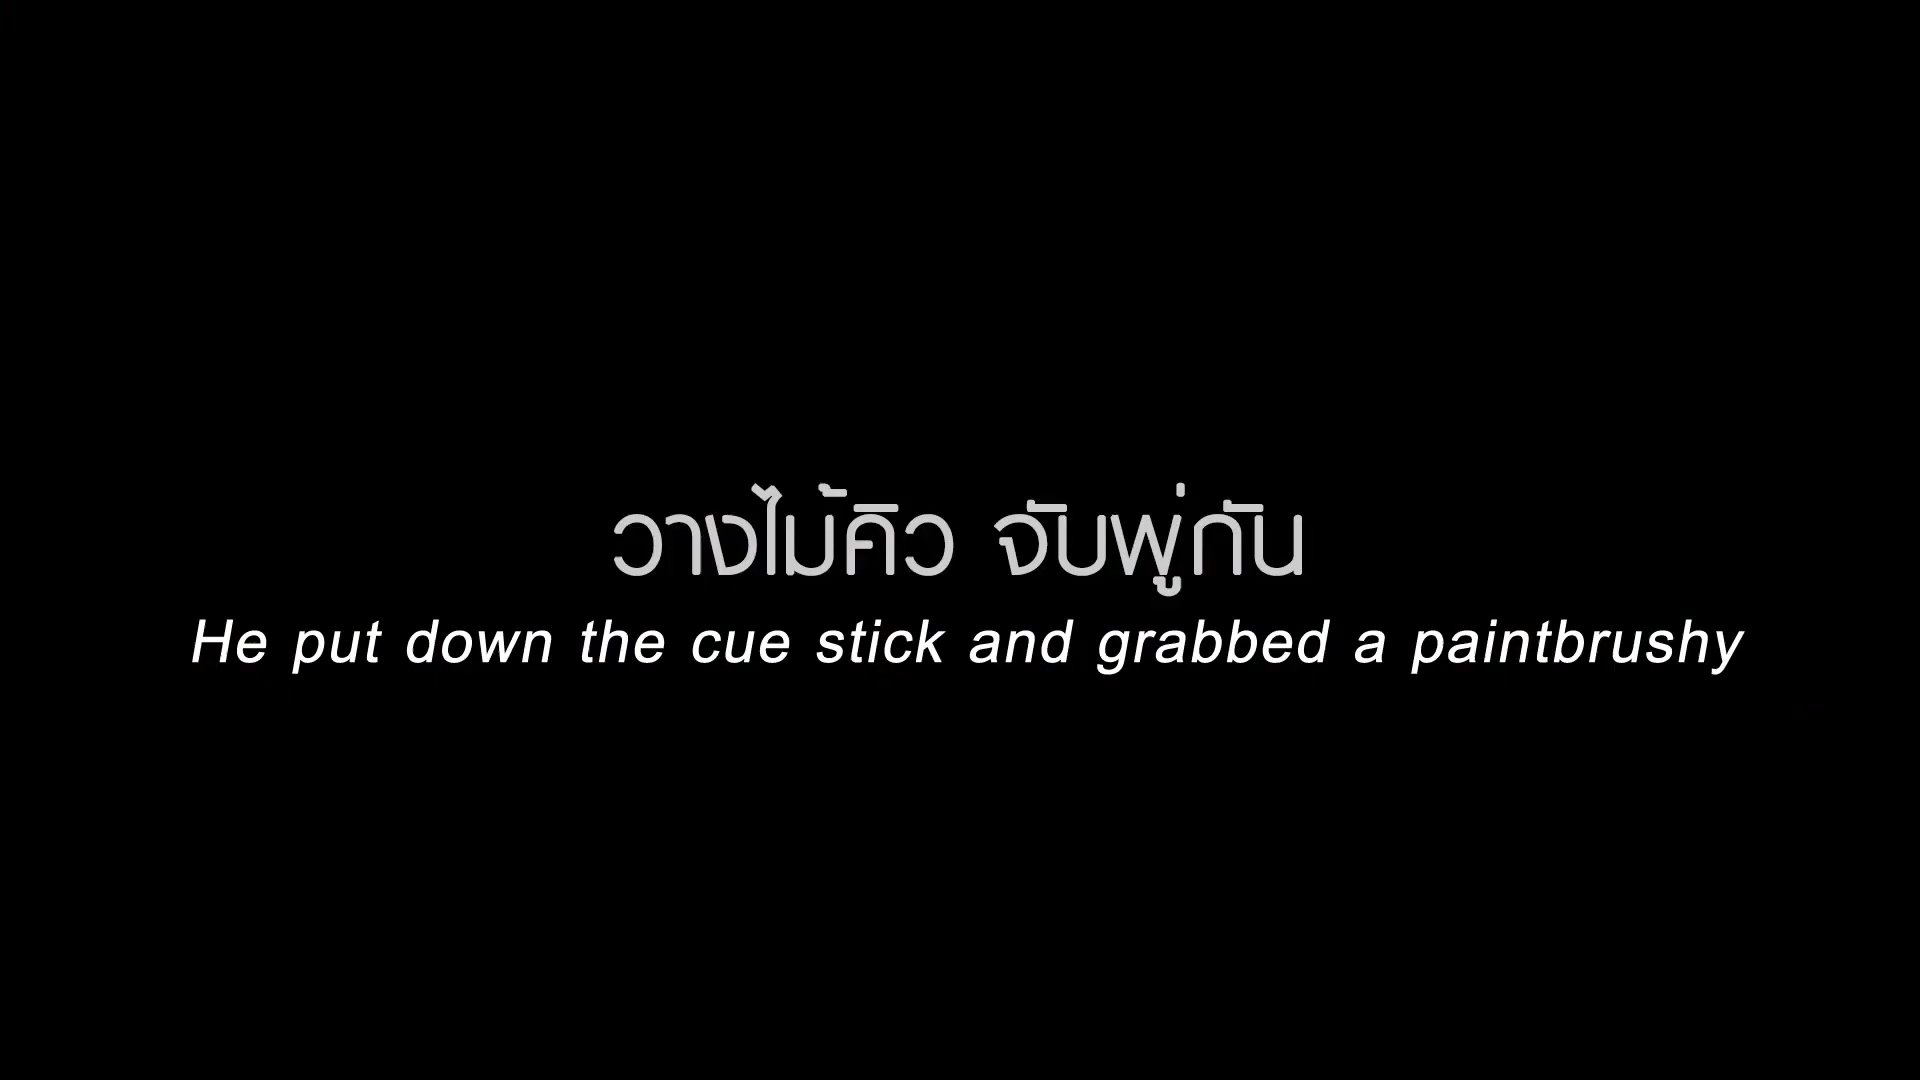 วางไม้คิว จับพู่กัน
He put down the cue stick and grabbed a paintbrushy